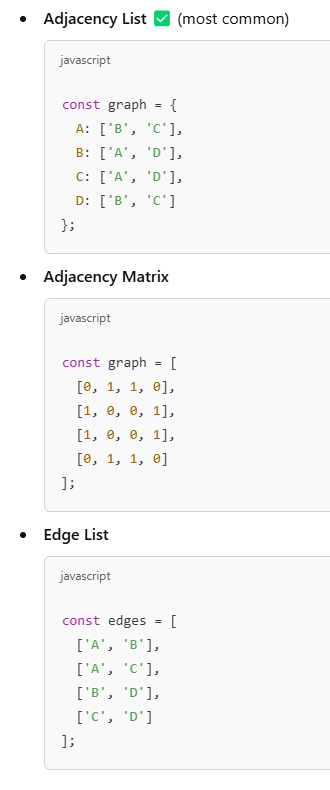 • Adjacency List ✅ (most common)
javascript
const graph = {
  A: ['B', 'C'],
  B: ['A', 'D'],
  C: ['A', 'D'],
  D: ['B', 'C']
};
• Adjacency Matrix
javascript
const graph = [
  [0, 1, 1, 0],
  [1, 0, 0, 1],
  [1, 0, 0, 1],
  [0, 1, 1, 0]
];
• Edge List
javascript
const edges = [
  ['A', 'B'],
  ['A', 'C'],
  ['B', 'D'],
  ['C', 'D']
];